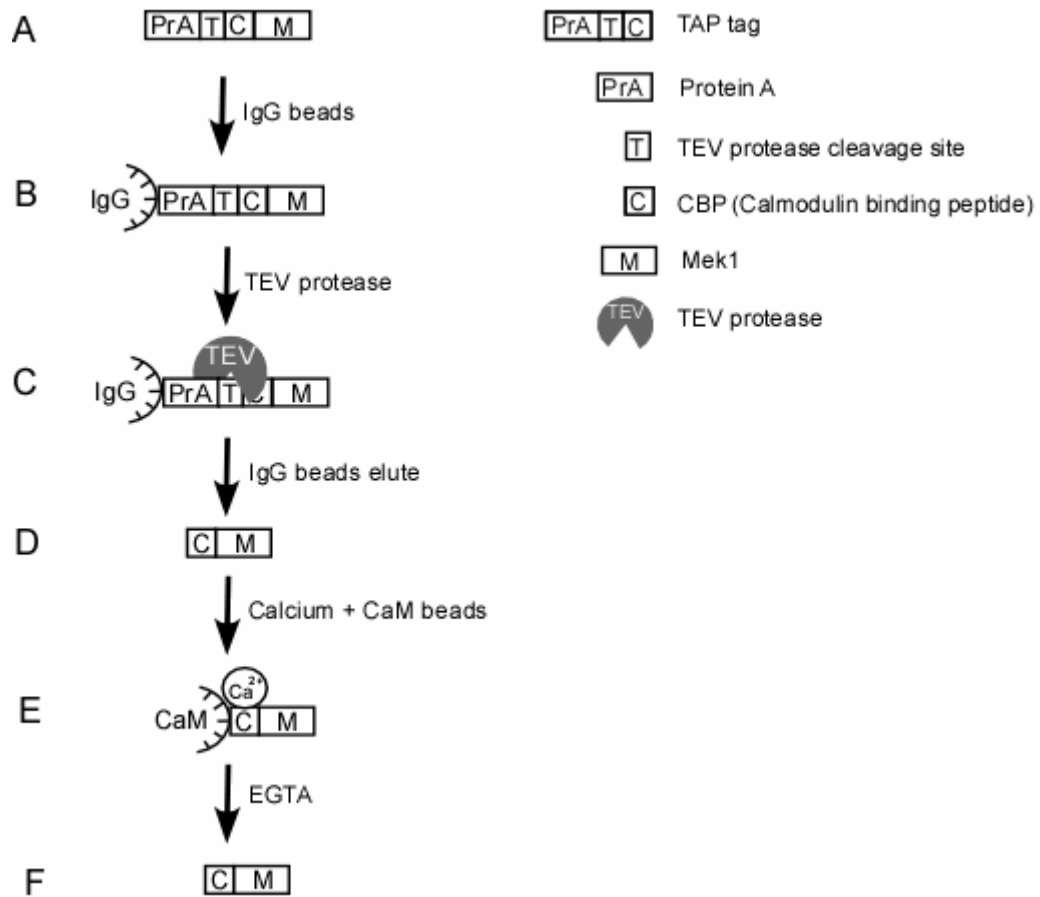 A PrA T C M
IgG beads
B IgG PrA T C M
TEV protease
C TEV IgG PrA T C M
IgG beads elute
D C M
Calcium + CaM beads
E Ca2+ CaM C M
EGTA
F C M
PrA T C TAP tag
PrA Protein A
T TEV protease cleavage site
C CBP (Calmodulin binding peptide)
M Mek1
TEV TEV protease